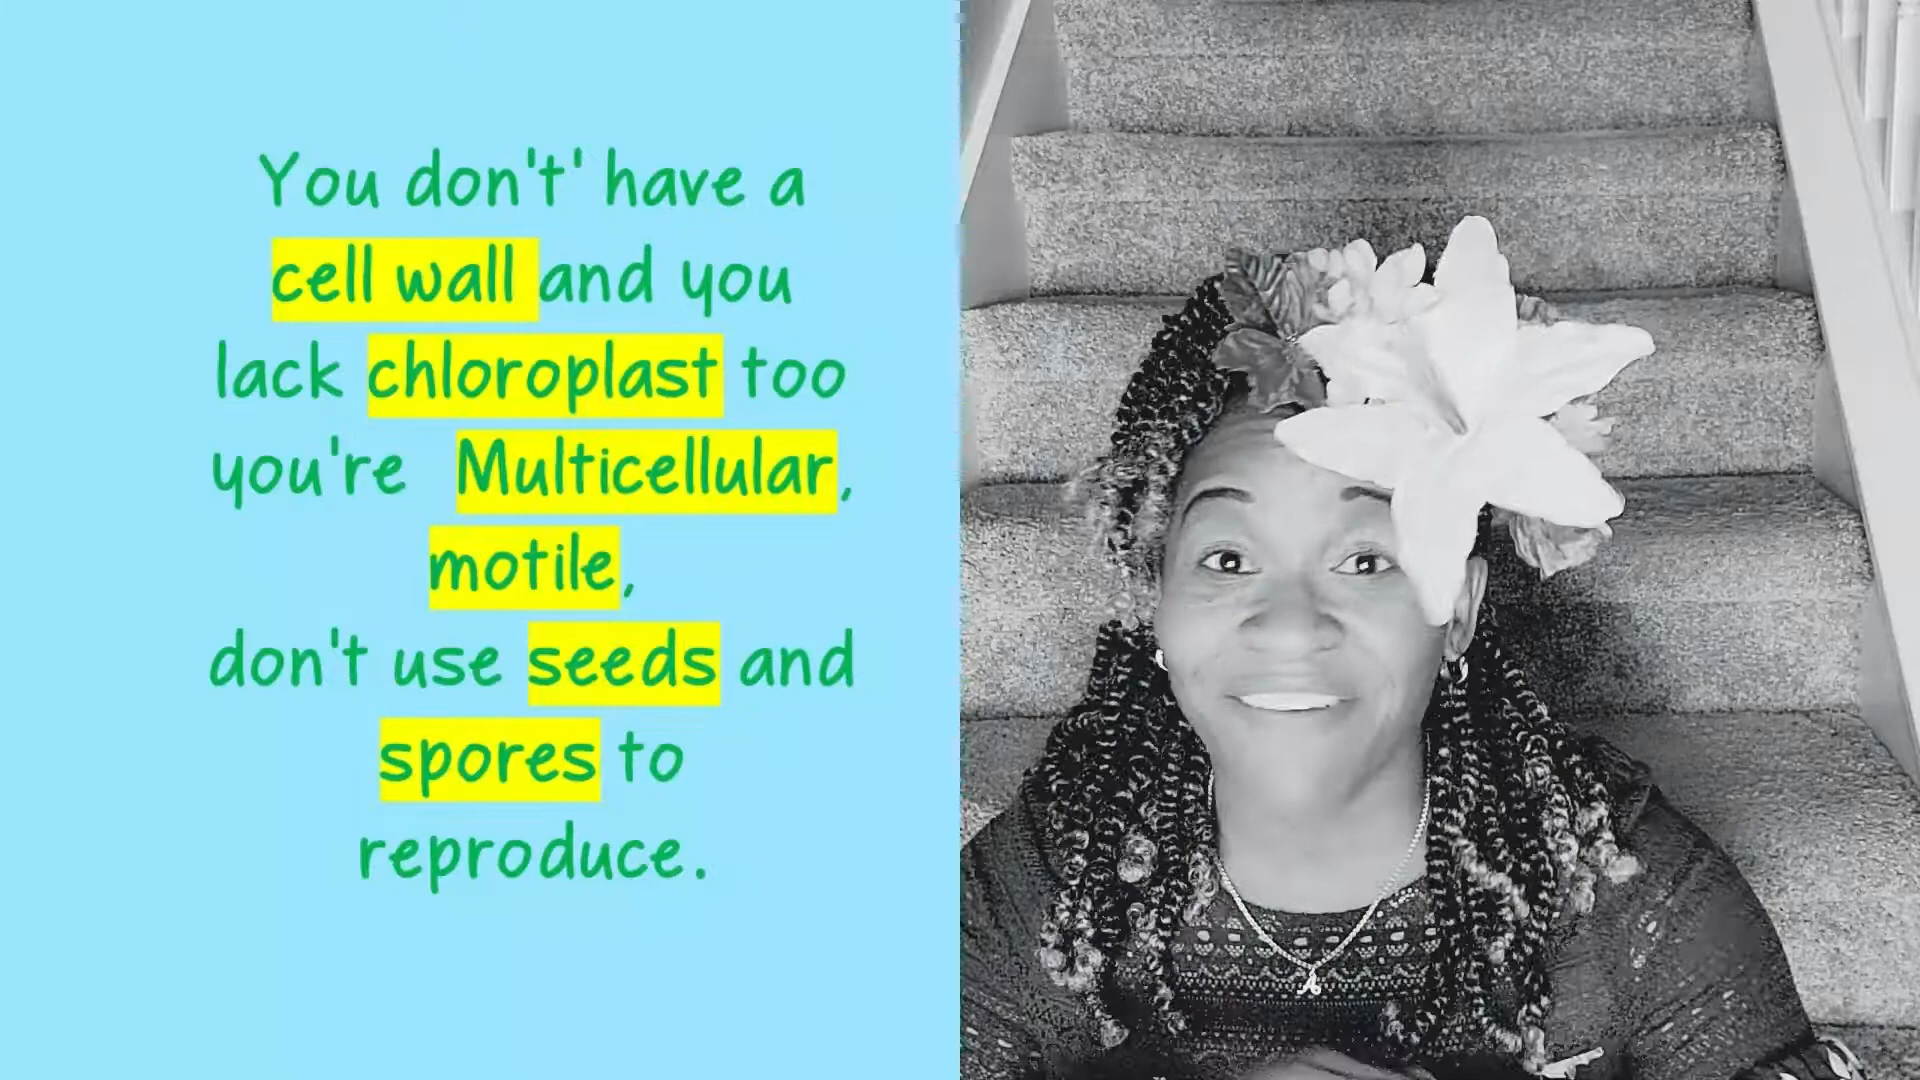 You don't' have a
cell wall and you
lack chloroplast too
you're Multicellular,
motile,
don't use seeds and
spores to
reproduce.